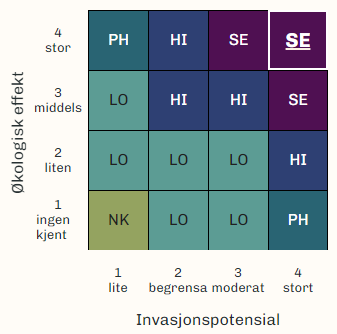 Økologisk effekt
4
stor
PH HI SE SE
3
middels
LO HI HI SE
2
liten
LO LO LO HI
1
ingen
kjent
NK LO LO PH
1 2 3 4
lite begrensa moderat stort
Invasjonspotensial